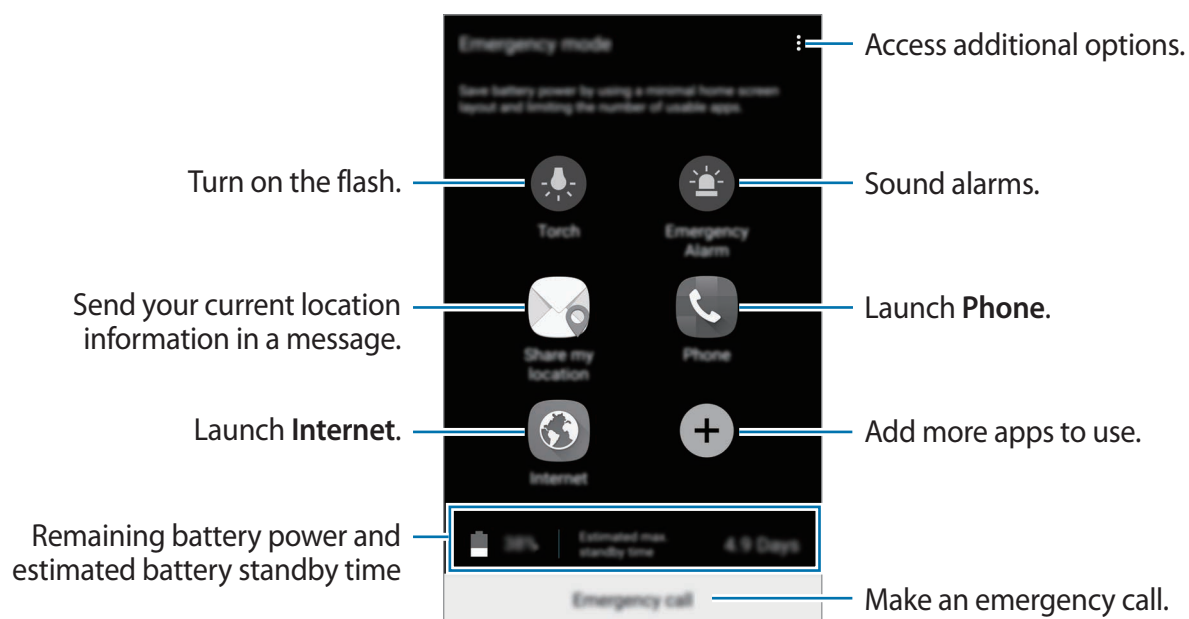 Emergency mode
Access additional options.
Save battery power by using a minimal home screen
layout and limiting the number of usable apps.
Turn on the flash.
Sound alarms.
Torch
Emergency
Alarm
Send your current location
information in a message.
Launch Phone.
Share my
location
Phone
Launch Internet.
Add more apps to use.
Internet
Remaining battery power and
estimated battery standby time
38%
Estimated max.
standby time
4.9 Days
Emergency call
Make an emergency call.